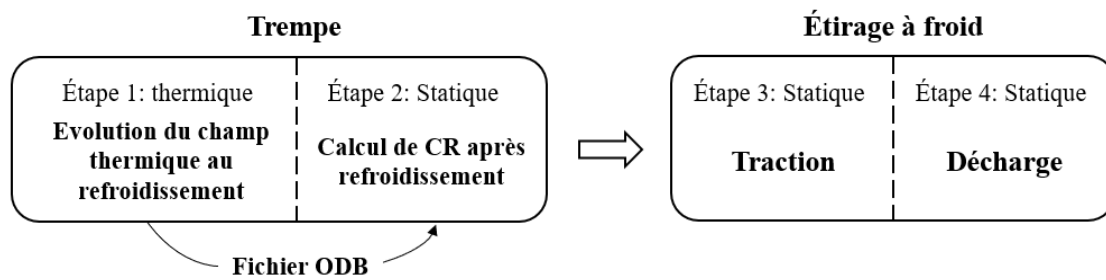 Trempe
Étape 1: thermique
Evolution du champ
thermique au
refroidissement
Étape 2: Statique
Calcul de CR après
refroidissement
Fichier ODB
Étirage à froid
Étape 3: Statique
Traction
Étape 4: Statique
Décharge